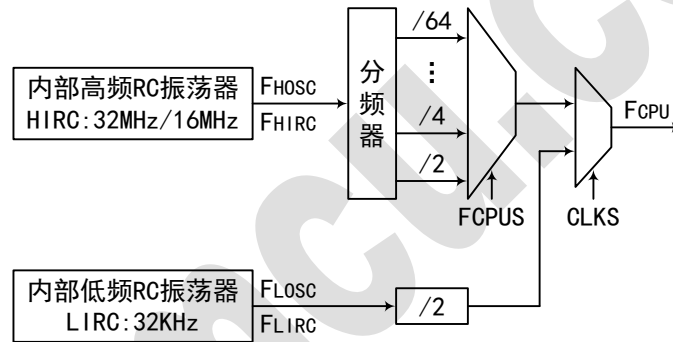 内部高频RC振荡器
HIRC:32MHz/16MHz
FHOSC
FHIRC
分频器
/64
⋮
/4
/2
FCPUS
CLKS
FCPU
内部低频RC振荡器
LIRC:32KHz
FLOSC
FLIRC
/2